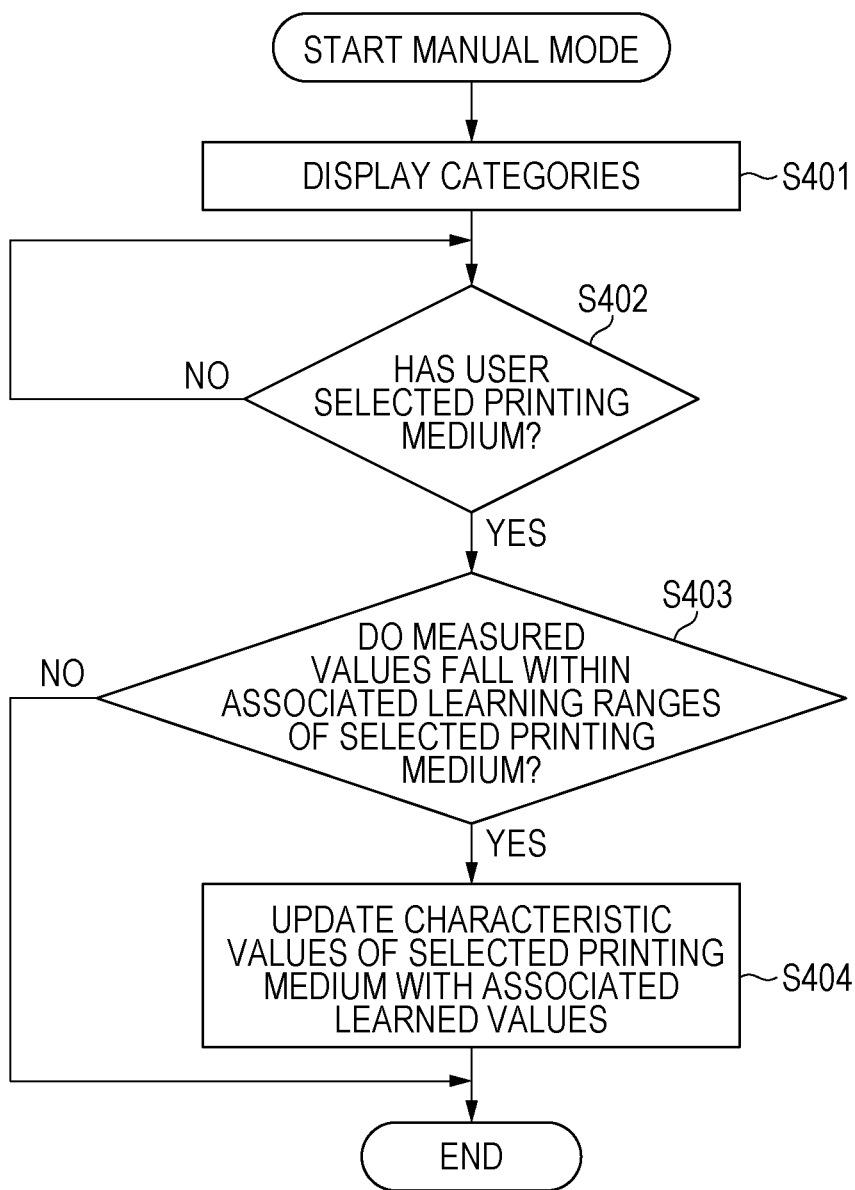 START MANUAL MODE
DISPLAY CATEGORIES
S401
S402
HAS USER
SELECTED PRINTING
MEDIUM?
NO
YES
S403
DO MEASURED
VALUES FALL WITHIN
ASSOCIATED LEARNING RANGES
OF SELECTED PRINTING
MEDIUM?
NO
YES
UPDATE CHARACTERISTIC
VALUES OF SELECTED PRINTING
MEDIUM WITH ASSOCIATED
LEARNED VALUES
S404
END